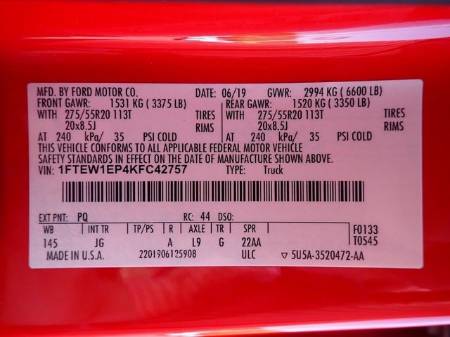 MFD. BY FORD MOTOR CO. DATE: 06/19 GVWR: 2994 KG ( 6600 LB)
FRONT GAWR: 1531 KG ( 3375 LB) REAR GAWR: 1520 KG ( 3350 LB)
WITH 275/55R20 113T TIRES WITH 275/55R20 113T TIRES
20x8.5J RIMS 20x8.5J RIMS
AT 240 kPa/ 35 PSI COLD AT 240 kPa/ 35 PSI COLD
THIS VEHICLE CONFORMS TO ALL APPLICABLE FEDERAL MOTOR VEHICLE
SAFETY STANDARDS IN EFFECT ON THE DATE OF MANUFACTURE SHOWN ABOVE.
VIN: 1FTEW1EP4KFC42757 TYPE: Truck
EXT PNT: PQ RC: 44 DSO:
WB INT TR TP/PS R AXLE TR SPR F0133
145 JG A L9 G 22AA T0545
MADE IN U.S.A. 2201906125908 ULC 5U5A-3520472-AA